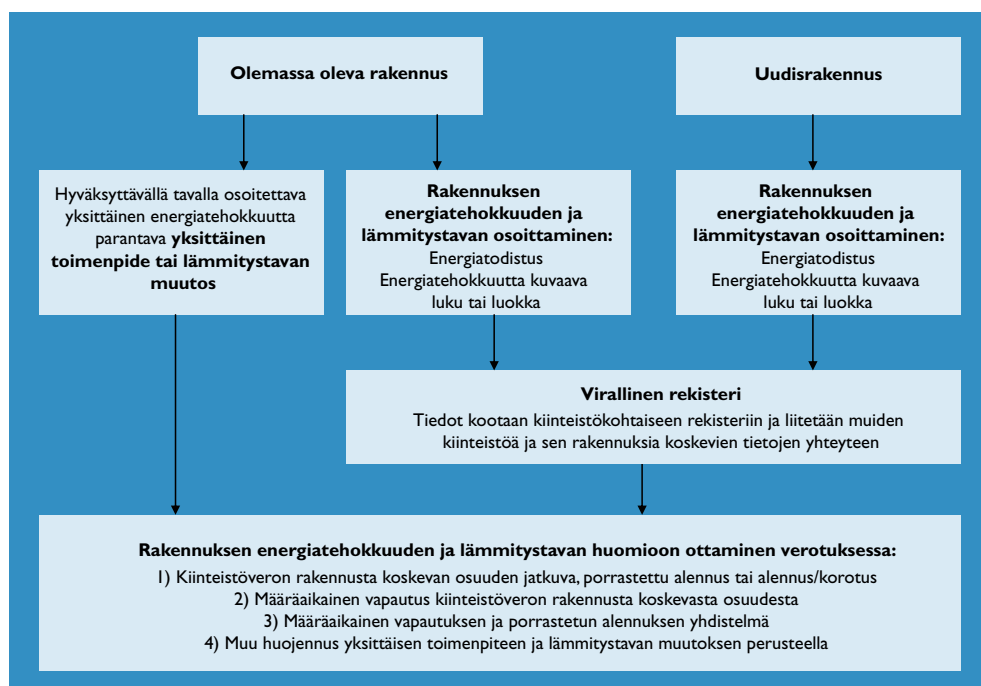 Olemassa oleva rakennus
Uudisrakennus
Hyväksyttävällä tavalla osoitettava
yksittäinen energiatehokkuutta
parantava yksittäinen
toimenpide tai lämmitystavan
muutos
Rakennuksen
energiatehokkuuden ja
lämmitystavan osoittaminen:
Energiatodistus
Energiatehokkuutta kuvaava
luku tai luokka
Rakennuksen
energiatehokkuuden ja
lämmitystavan osoittaminen:
Energiatodistus
Energiatehokkuutta kuvaava
luku tai luokka
Virallinen rekisteri
Tiedot kootaan kiinteistökohtaiseen rekisteriin ja liitetään muiden
kiinteistöä ja sen rakennuksia koskevien tietojen yhteyteen
Rakennuksen energiatehokkuuden ja lämmitystavan huomioon ottaminen verotuksessa:
1) Kiinteistöveron rakennusta koskevan osuuden jatkuva, porrastettu alennus tai alennus/korotus
2) Määräaikainen vapautus kiinteistöveron rakennusta koskevasta osuudesta
3) Määräaikainen vapautuksen ja porrastetun alennuksen yhdistelmä
4) Muu huojennus yksittäisen toimenpiteen ja lämmitystavan muutoksen perusteella